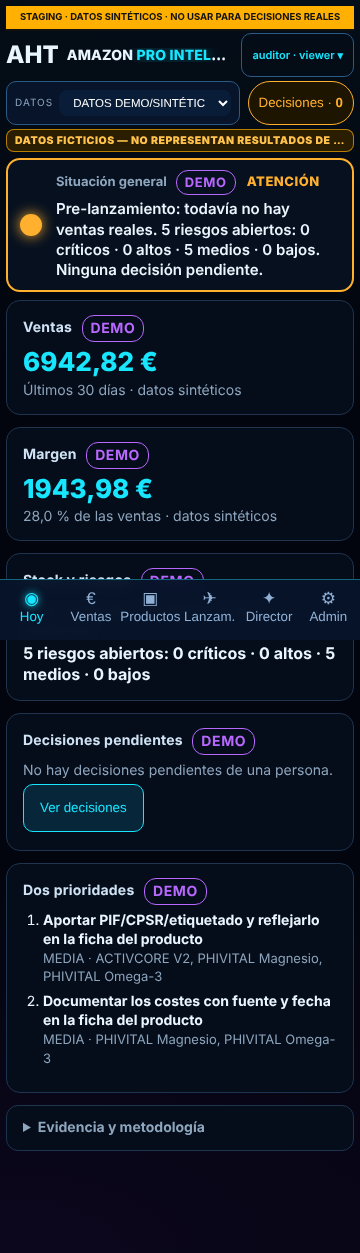 STAGING · DATOS SINTÉTICOS · NO USAR PARA DECISIONES REALES
AHT AMAZON PRO INTEL... auditor · viewer ▾
DATOS DATOS DEMO/SINTÉTIC Decisiones · 0
DATOS FICTICIOS — NO REPRESENTAN RESULTADOS DE ...
Situación general DEMO ATENCIÓN
Pre-lanzamiento: todavía no hay
ventas reales. 5 riesgos abiertos: 0
críticos · 0 altos · 5 medios · 0 bajos.
Ninguna decisión pendiente.
Ventas DEMO
6942,82 €
Últimos 30 días · datos sintéticos
Margen DEMO
1943,98 €
28,0 % de las ventas · datos sintéticos
Stock y riesgos DEMO
Hoy Ventas Productos Lanzam. Director Admin
5 riesgos abiertos: 0 críticos · 0 altos · 5
medios · 0 bajos
Decisiones pendientes DEMO
No hay decisiones pendientes de una persona.
Ver decisiones
Dos prioridades DEMO
1. Aportar PIF/CPSR/etiquetado y reflejarlo
en la ficha del producto
MEDIA · ACTIVCORE V2, PHIVITAL Magnesio,
PHIVITAL Omega-3
2. Documentar los costes con fuente y fecha
en la ficha del producto
MEDIA · PHIVITAL Magnesio, PHIVITAL Omega-
3
▶ Evidencia y metodología